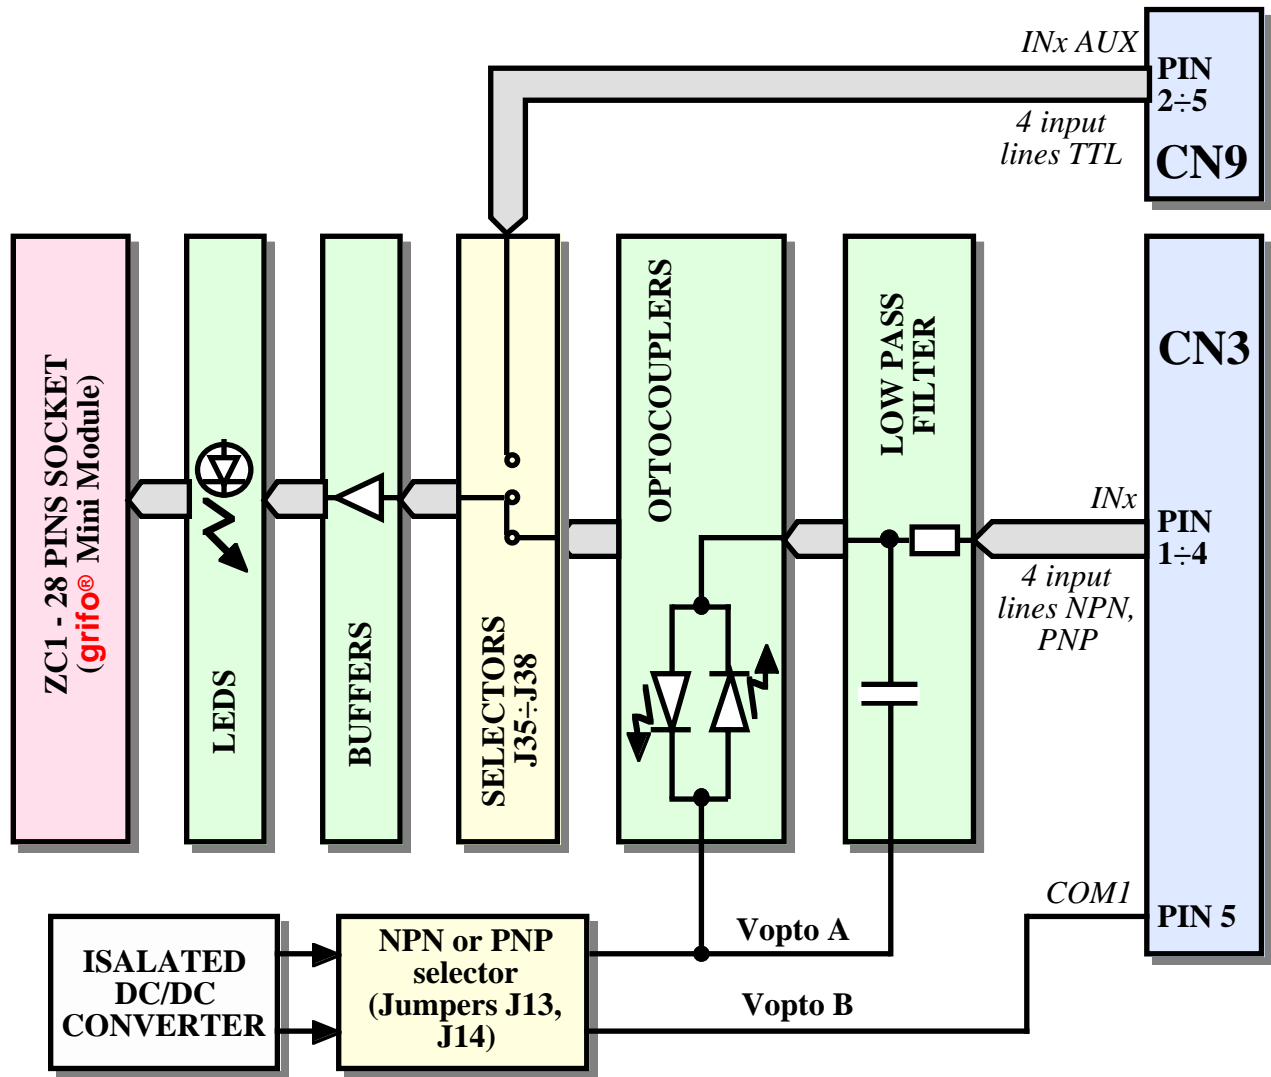 INx AUX
PIN
2÷5
4 input
lines TTL
CN9
ZC1 - 28 PINS SOCKET
(grifo® Mini Module)
LEDS
BUFFERS
SELECTORS
J35÷J38
OPTOCOUPLERS
LOW PASS
FILTER
CN3
INx
PIN
1÷4
4 input
lines NPN,
PNP
COM1
PIN 5
ISALATED
DC/DC
CONVERTER
NPN or PNP
selector
(Jumpers J13,
J14)
Vopto A
Vopto B